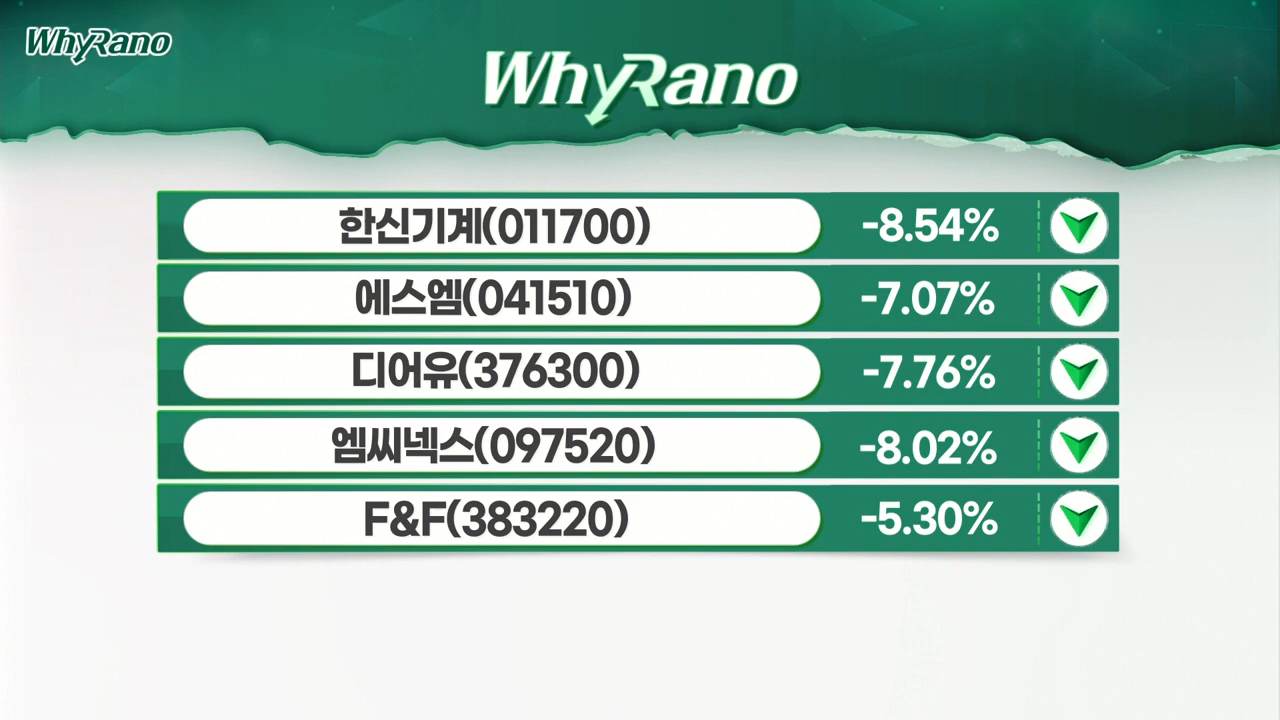 WhyRano
WhyRano
한신기계(011700) -8.54%
에스엠(041510) -7.07%
디어유(376300) -7.76%
엠씨넥스(097520) -8.02%
F&F(383220) -5.30%